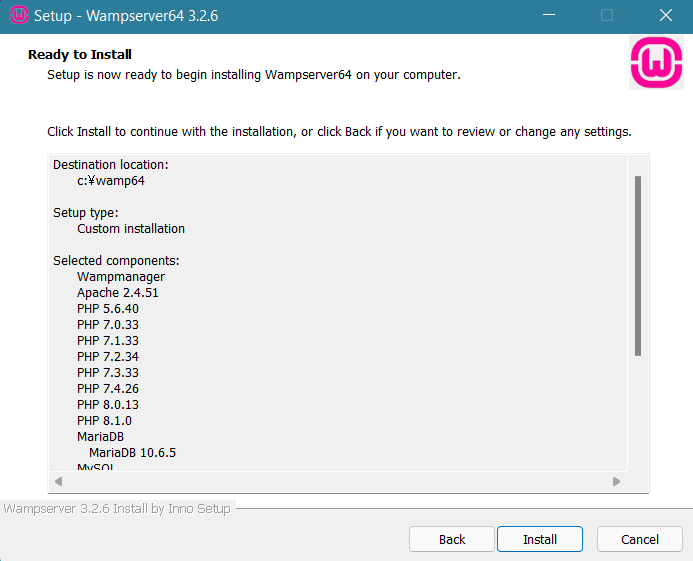 Setup - Wampserver64 3.2.6
Ready to Install
Setup is now ready to begin installing Wampserver64 on your computer.
Click Install to continue with the installation, or click Back if you want to review or change any settings.
Destination location:
c:¥wamp64
Setup type:
Custom installation
Selected components:
Wampmanager
Apache 2.4.51
PHP 5.6.40
PHP 7.0.33
PHP 7.1.33
PHP 7.2.34
PHP 7.3.33
PHP 7.4.26
PHP 8.0.13
PHP 8.1.0
MariaDB
MariaDB 10.6.5
MySQL
Wampserver 3.2.6 Install by Inno Setup
Back
Install
Cancel